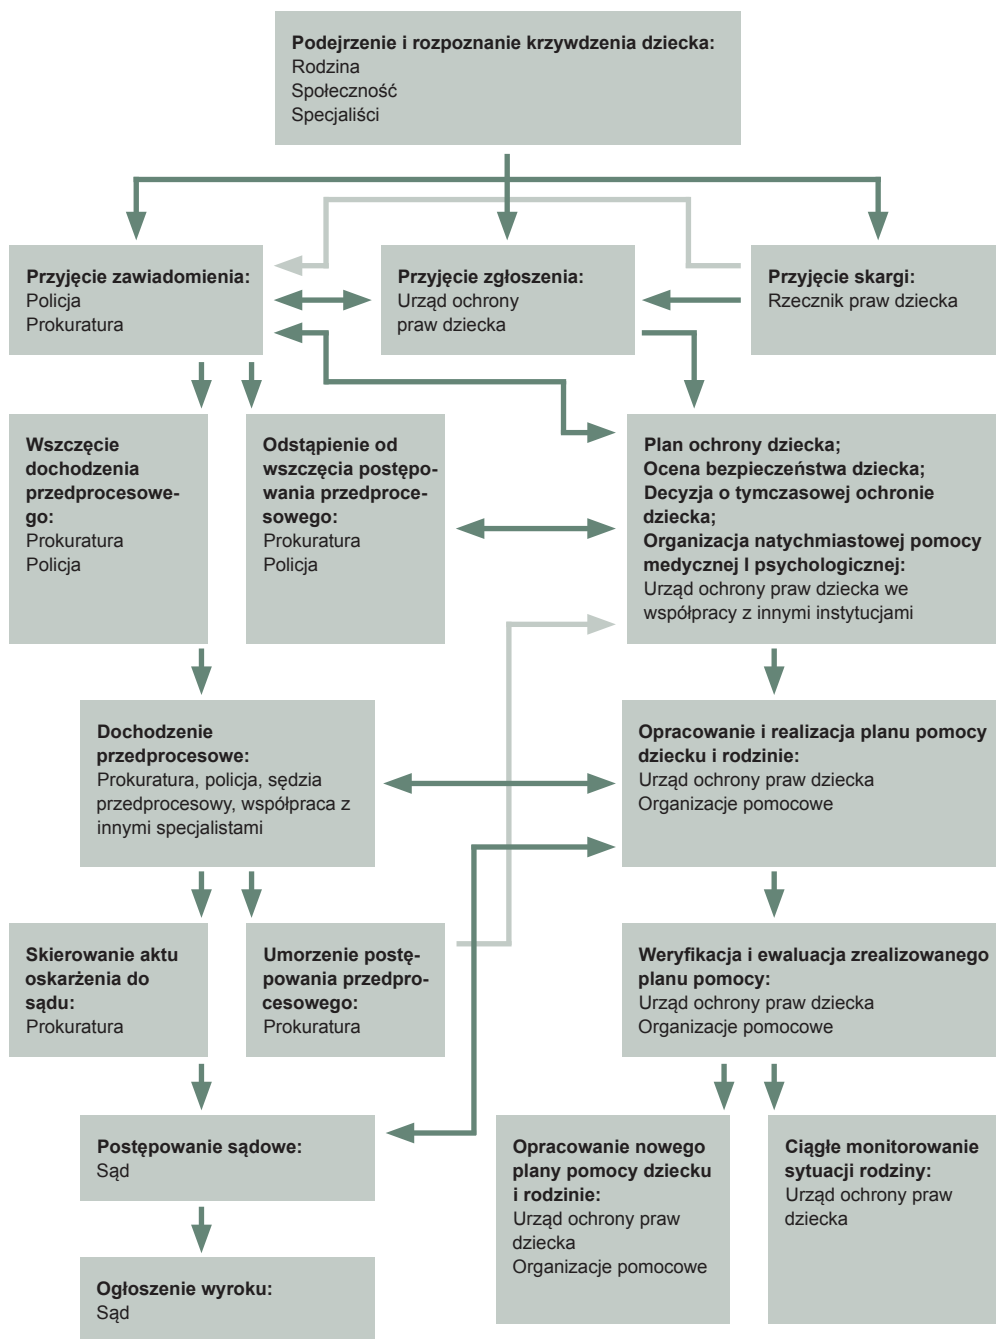 Podejrzenie i rozpoznanie krzywdzenia dziecka:
Rodzina
Społeczność
Specjaliści
Przyjęcie zawiadomienia:
Policja
Prokuratura
Przyjęcie zgłoszenia:
Urząd ochrony
praw dziecka
Przyjęcie skargi:
Rzecznik praw dziecka
Wszczęcie
dochodzenia
przedprocesowe-
go:
Prokuratura
Policja
Odstąpienie od
wszczęcia postępo-
wania przedproce-
sowego:
Prokuratura
Policja
Plan ochrony dziecka;
Ocena bezpieczeństwa dziecka;
Decyzja o tymczasowej ochronie
dziecka;
Organizacja natychmiastowej pomocy
medycznej I psychologicznej:
Urząd ochrony praw dziecka we
współpracy z innymi instytucjami
Dochodzenie
przedprocesowe:
Prokuratura, policja, sędzia
przedprocesowy, współpraca z
innymi specjalistami
Opracowanie i realizacja planu pomocy
dziecku i rodzinie:
Urząd ochrony praw dziecka
Organizacje pomocowe
Skierowanie aktu
oskarżenia do
sądu:
Prokuratura
Umorzenie postę-
powania przedpro-
cesowego:
Prokuratura
Weryfikacja i ewaluacja zrealizowanego
planu pomocy:
Urząd ochrony praw dziecka
Organizacje pomocowe
Postępowanie sądowe:
Sąd
Opracowanie nowego
plany pomocy dziecku
i rodzinie:
Urząd ochrony praw
dziecka
Organizacje pomocowe
Ciągłe monitorowanie
sytuacji rodziny:
Urząd ochrony praw
dziecka
Ogłoszenie wyroku:
Sąd